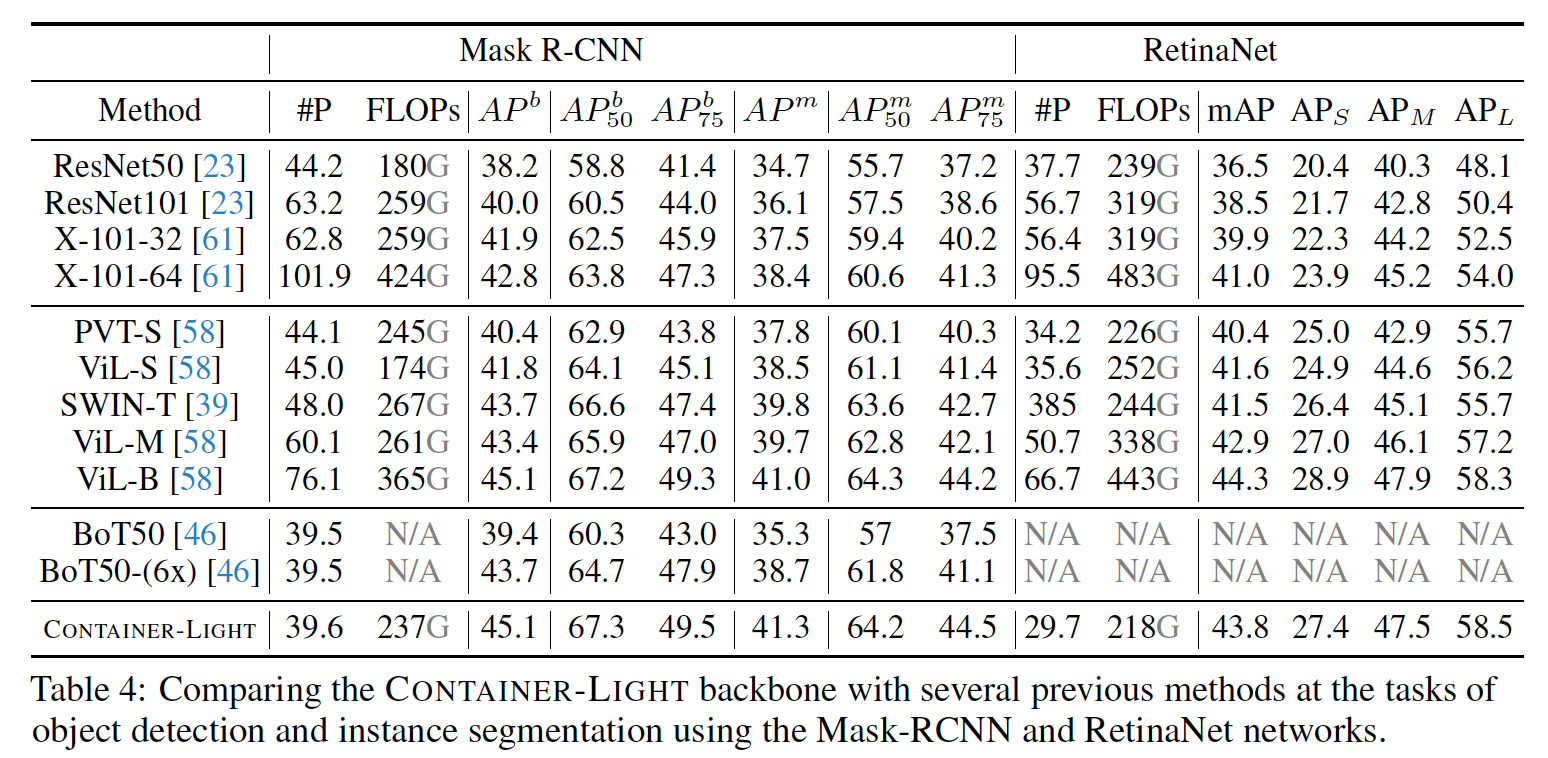 Mask R-CNN RetinaNet
Method #P FLOPs AP^b AP^b_50 AP^b_75 AP^m AP^m_50 AP^m_75 #P FLOPs mAP AP_S AP_M AP_L
ResNet50 [23] 44.2 180G 38.2 58.8 41.4 34.7 55.7 37.2 37.7 239G 36.5 20.4 40.3 48.1
ResNet101 [23] 63.2 259G 40.0 60.5 44.0 36.1 57.5 38.6 56.7 319G 38.5 21.7 42.8 50.4
X-101-32 [61] 62.8 259G 41.9 62.5 45.9 37.5 59.4 40.2 56.4 319G 39.9 22.3 44.2 52.5
X-101-64 [61] 101.9 424G 42.8 63.8 47.3 38.4 60.6 41.3 95.5 483G 41.0 23.9 45.2 54.0
PVT-S [58] 44.1 245G 40.4 62.9 43.8 37.8 60.1 40.3 34.2 226G 40.4 25.0 42.9 55.7
ViL-S [58] 45.0 174G 41.8 64.1 45.1 38.5 61.1 41.4 35.6 252G 41.6 24.9 44.6 56.2
SWIN-T [39] 48.0 267G 43.7 66.6 47.4 39.8 63.6 42.7 385 244G 41.5 26.4 45.1 55.7
ViL-M [58] 60.1 261G 43.4 65.9 47.0 39.7 62.8 42.1 50.7 338G 42.9 27.0 46.1 57.2
ViL-B [58] 76.1 365G 45.1 67.2 49.3 41.0 64.3 44.2 66.7 443G 44.3 28.9 47.9 58.3
BoT50 [46] 39.5 N/A 39.4 60.3 43.0 35.3 57 37.5 N/A N/A N/A N/A N/A N/A
BoT50-(6x) [46] 39.5 N/A 43.7 64.7 47.9 38.7 61.8 41.1 N/A N/A N/A N/A N/A N/A
CONTAINER-LIGHT 39.6 237G 45.1 67.3 49.5 41.3 64.2 44.5 29.7 218G 43.8 27.4 47.5 58.5
Table 4: Comparing the CONTAINER-LIGHT backbone with several previous methods at the tasks of
object detection and instance segmentation using the Mask-RCNN and RetinaNet networks.